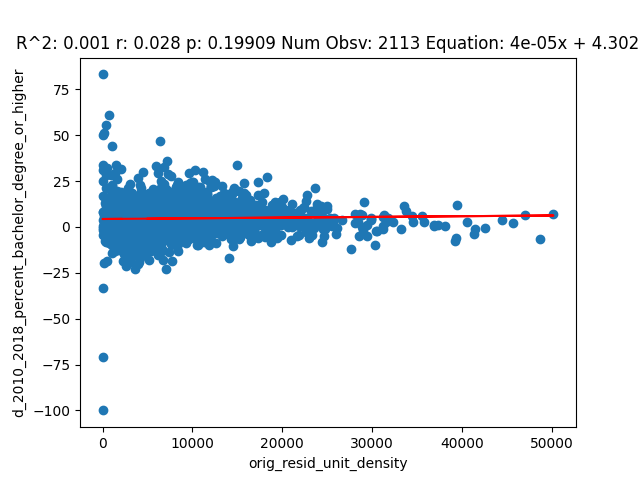 R^2: 0.001 r: 0.028 p: 0.19909 Num Obsv: 2113 Equation: 4e-05x + 4.302
d_2010_2018_percent_bachelor_degree_or_higher
75
50
25
0
−25
−50
−75
−100
0 10000 20000 30000 40000 50000
orig_resid_unit_density